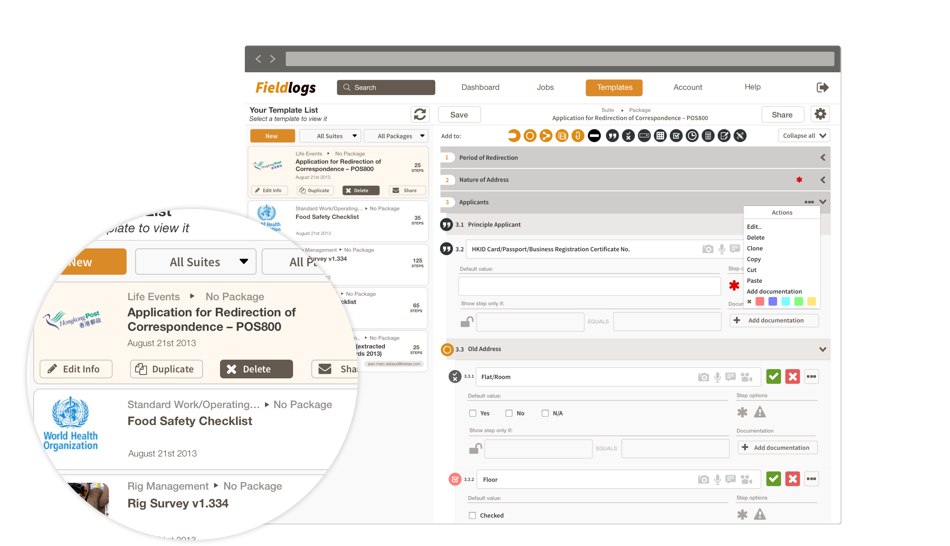 Fieldlogs
Search
Dashboard
Jobs
Templates
Account
Help
Your Template List
Select a template to view it
Save
Suite ▸ Package
Application for Redirection of Correspondence – POS800
Share
New
All Suites
All Packages
Add to:
Collapse all
Life Events ▸ No Package
Application for Redirection of
Correspondence – POS800
August 21st 2013
25
STEPS
Edit Info
Duplicate
Delete
Share
Standard Work/Operating... ▸ No Package
Food Safety Checklist
August 21st 2013
35
STEPS
World Health
Management ▸ No Package
rvey v1.334
125
STEPS
▸ No Package
cklist
65
STEPS
.. ▸ No Package
(extracted
rds 2013)
25
STEPS
1 Period of Redirection
2 Nature of Address
3 Applicants
3.1 Principle Applicant
3.2 HKID Card/Passport/Business Registration Certificate No.
Default value:
Step o
Show step only if:
Docu
EQUALS
Add documentation
Actions
Edit...
Delete
Clone
Copy
Cut
Paste
Add documentation
3.3 Old Address
3.3.1 Flat/Room
Default value:
Step options
Yes
No
N/A
Show step only if:
Documentation
EQUALS
Add documentation
3.3.2 Floor
Default value:
Step options
Checked
List
plate to view it
New
All Suites
All P
Life Events ▸ No Package
HongkongPost
香港郵政
Application for Redirection of
Correspondence – POS800
August 21st 2013
Edit Info
Duplicate
Delete
Sha
Standard Work/Operating... ▸ No Package
World Health
Organization
Food Safety Checklist
August 21st 2013
Rig Management ▸ No Package
Rig Survey v1.334